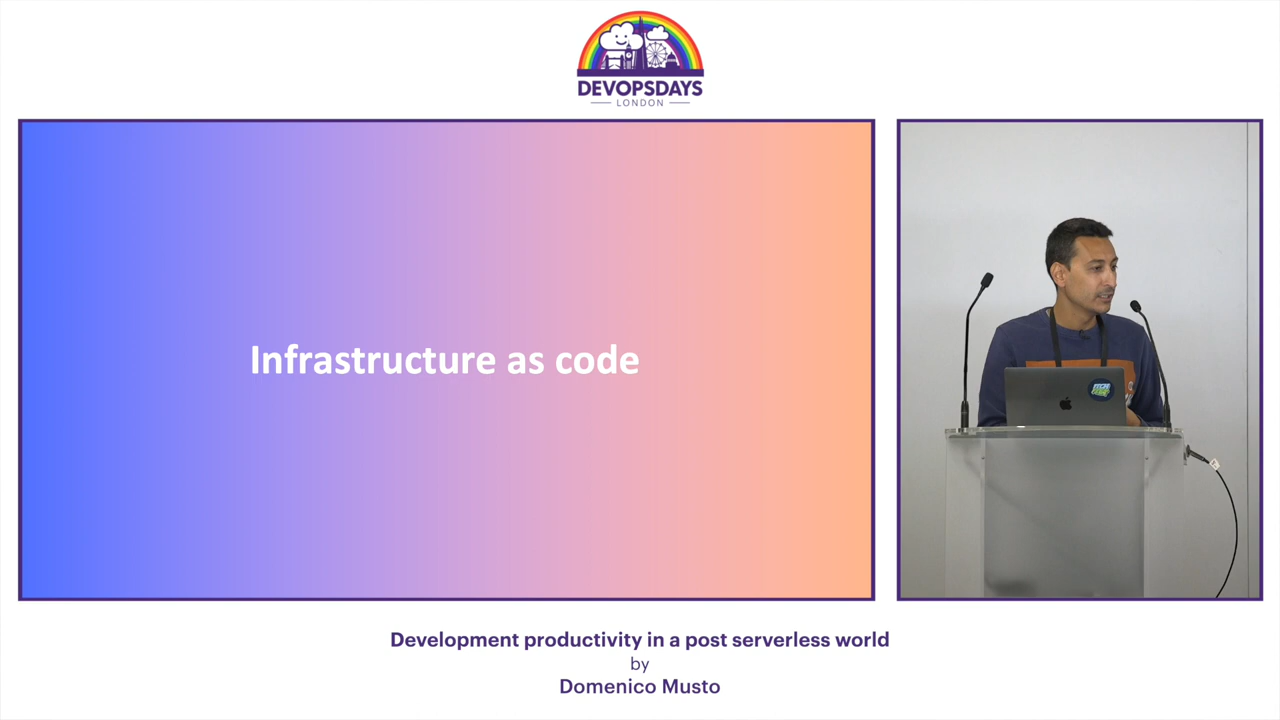 DEVOPSDAYS
LONDON
Infrastructure as code
Development productivity in a post serverless world
by
Domenico Musto